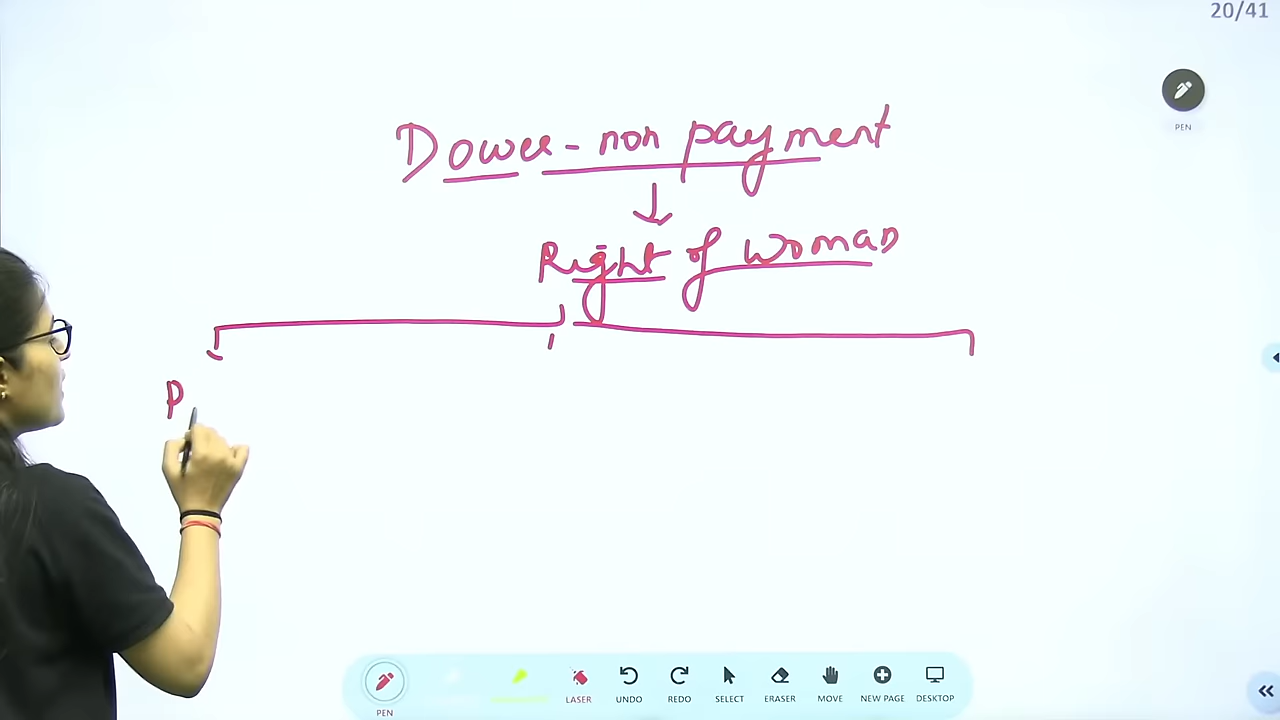 20/41
PEN
Dower - non payment
↓
Right of woman
P
PEN
LASER
UNDO
REDO
SELECT
ERASER
MOVE
NEW PAGE
DESKTOP